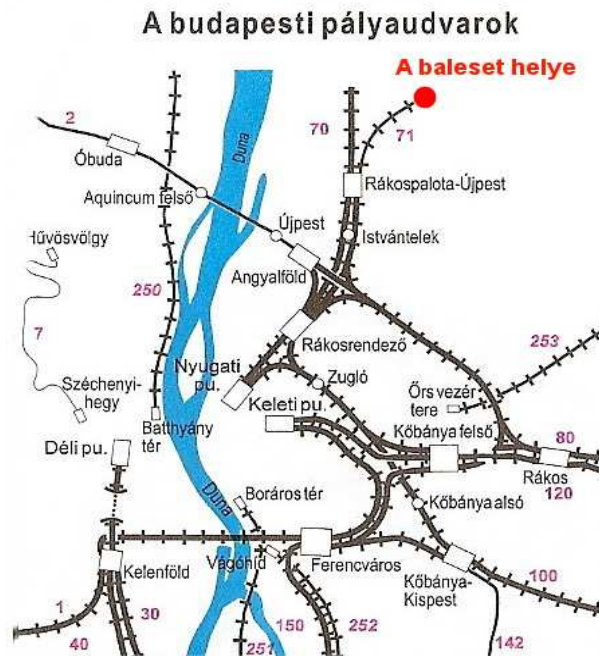 A budapesti pályaudvarok
A baleset helye
2
70
71
Óbuda
Duna
Rákospalota-Újpest
Aquincum felső
Újpest
Istvántelek
Hűvösvölgy
Angyalföld
250
7
Rákosrendező
253
Nyugati
pu.
Zugló
Széchenyi-
hegy
Keleti pu.
Örs vezér
tere
Batthyány
tér
Kőbánya felső
Déli pu.
80
Rákos
120
Duna
Boráros tér
Kőbánya alsó
Vágóhíd
Ferencváros
Kelenföld
Kőbánya-
Kispest
100
1
30
150
252
40
251
142